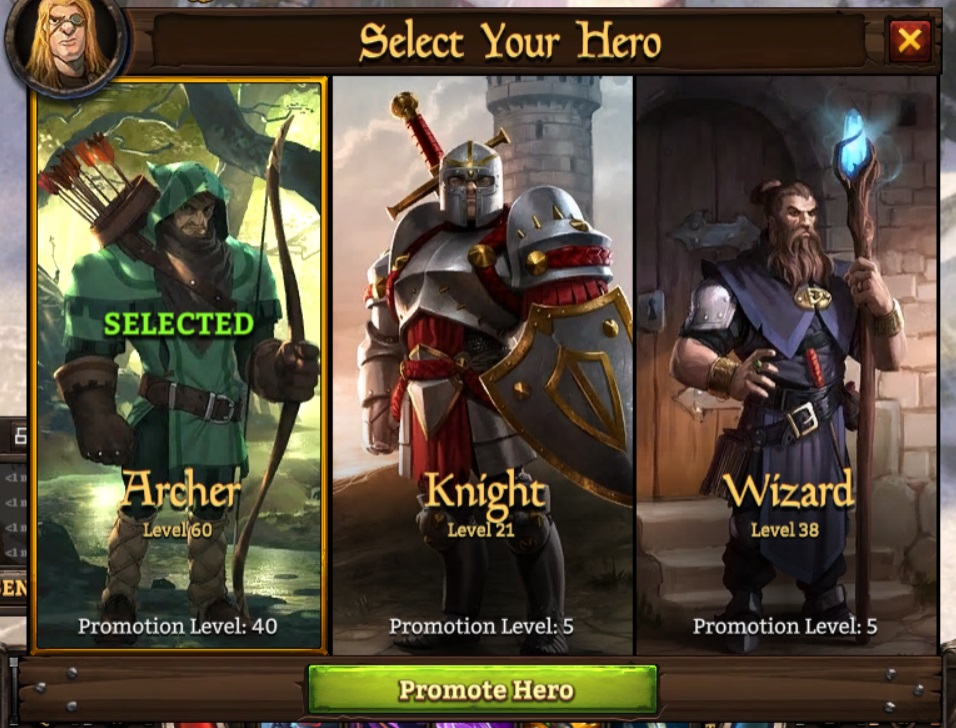 Select Your Hero
SELECTED
Archer
Level 60
Promotion Level: 40
Knight
Level 21
Promotion Level: 5
Wizard
Level 38
Promotion Level: 5
Promote Hero